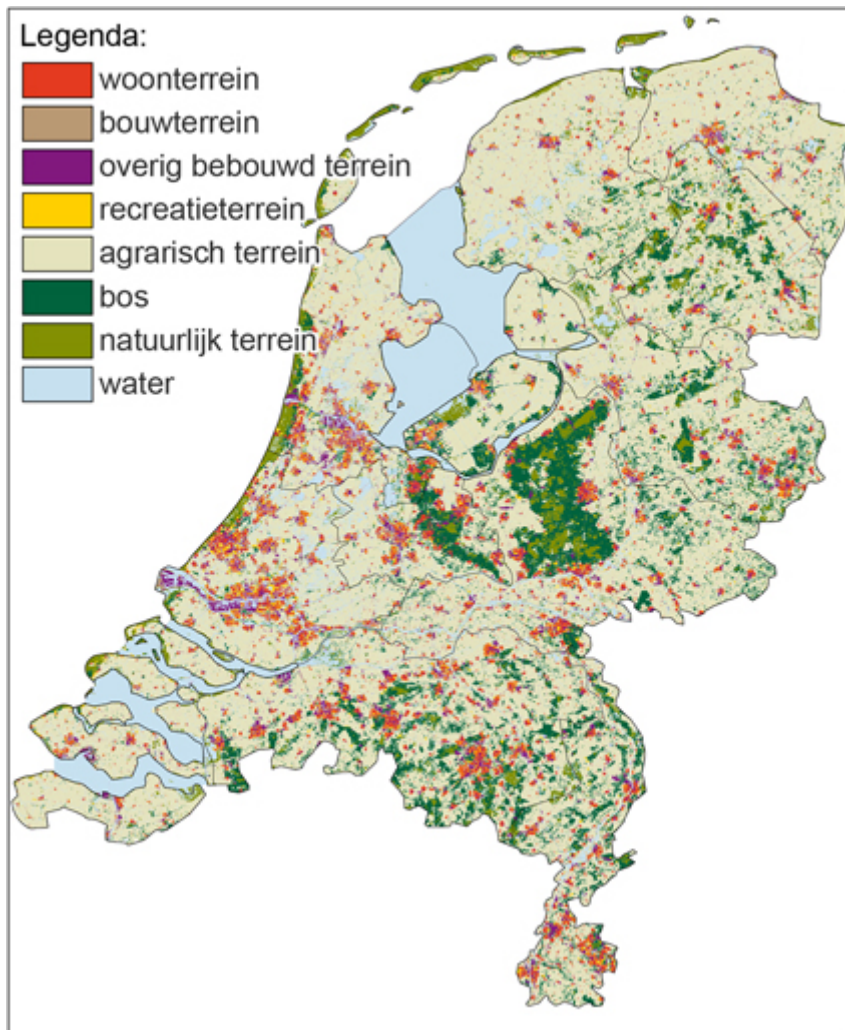 Legenda:
woonterrein
bouwterrein
overig bebouwd terrein
recreatieterrein
agrarisch terrein
bos
natuurlijk terrein
water